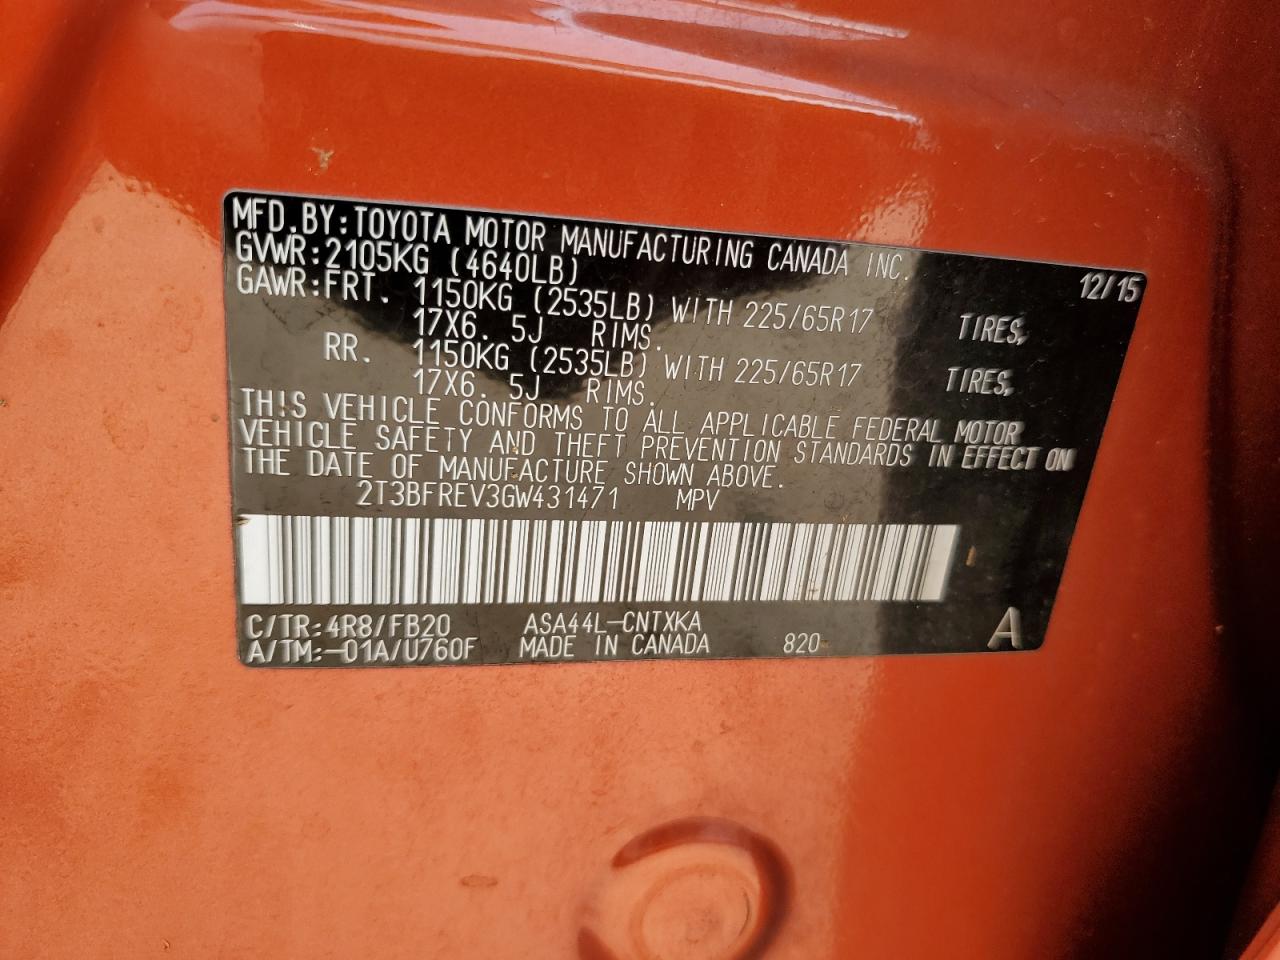 MFD.BY:TOYOTA MOTOR MANUFACTURING CANADA INC. 12/15
GVWR:2105KG (4640LB)
GAWR:FRT. 1150KG (2535LB) WITH 225/65R17 TIRES,
17X6. 5J RIMS.
RR. 1150KG (2535LB) WITH 225/65R17 TIRES,
17X6. 5J RIMS.
THIS VEHICLE CONFORMS TO ALL APPLICABLE FEDERAL MOTOR
VEHICLE SAFETY AND THEFT PREVENTION STANDARDS IN EFFECT ON
THE DATE OF MANUFACTURE SHOWN ABOVE.
2T3BFREV3GW431471 MPV
C/TR:4R8/FB20 ASA44L-CNTXKA
A/TM:-01A/U760F MADE IN CANADA 820 A